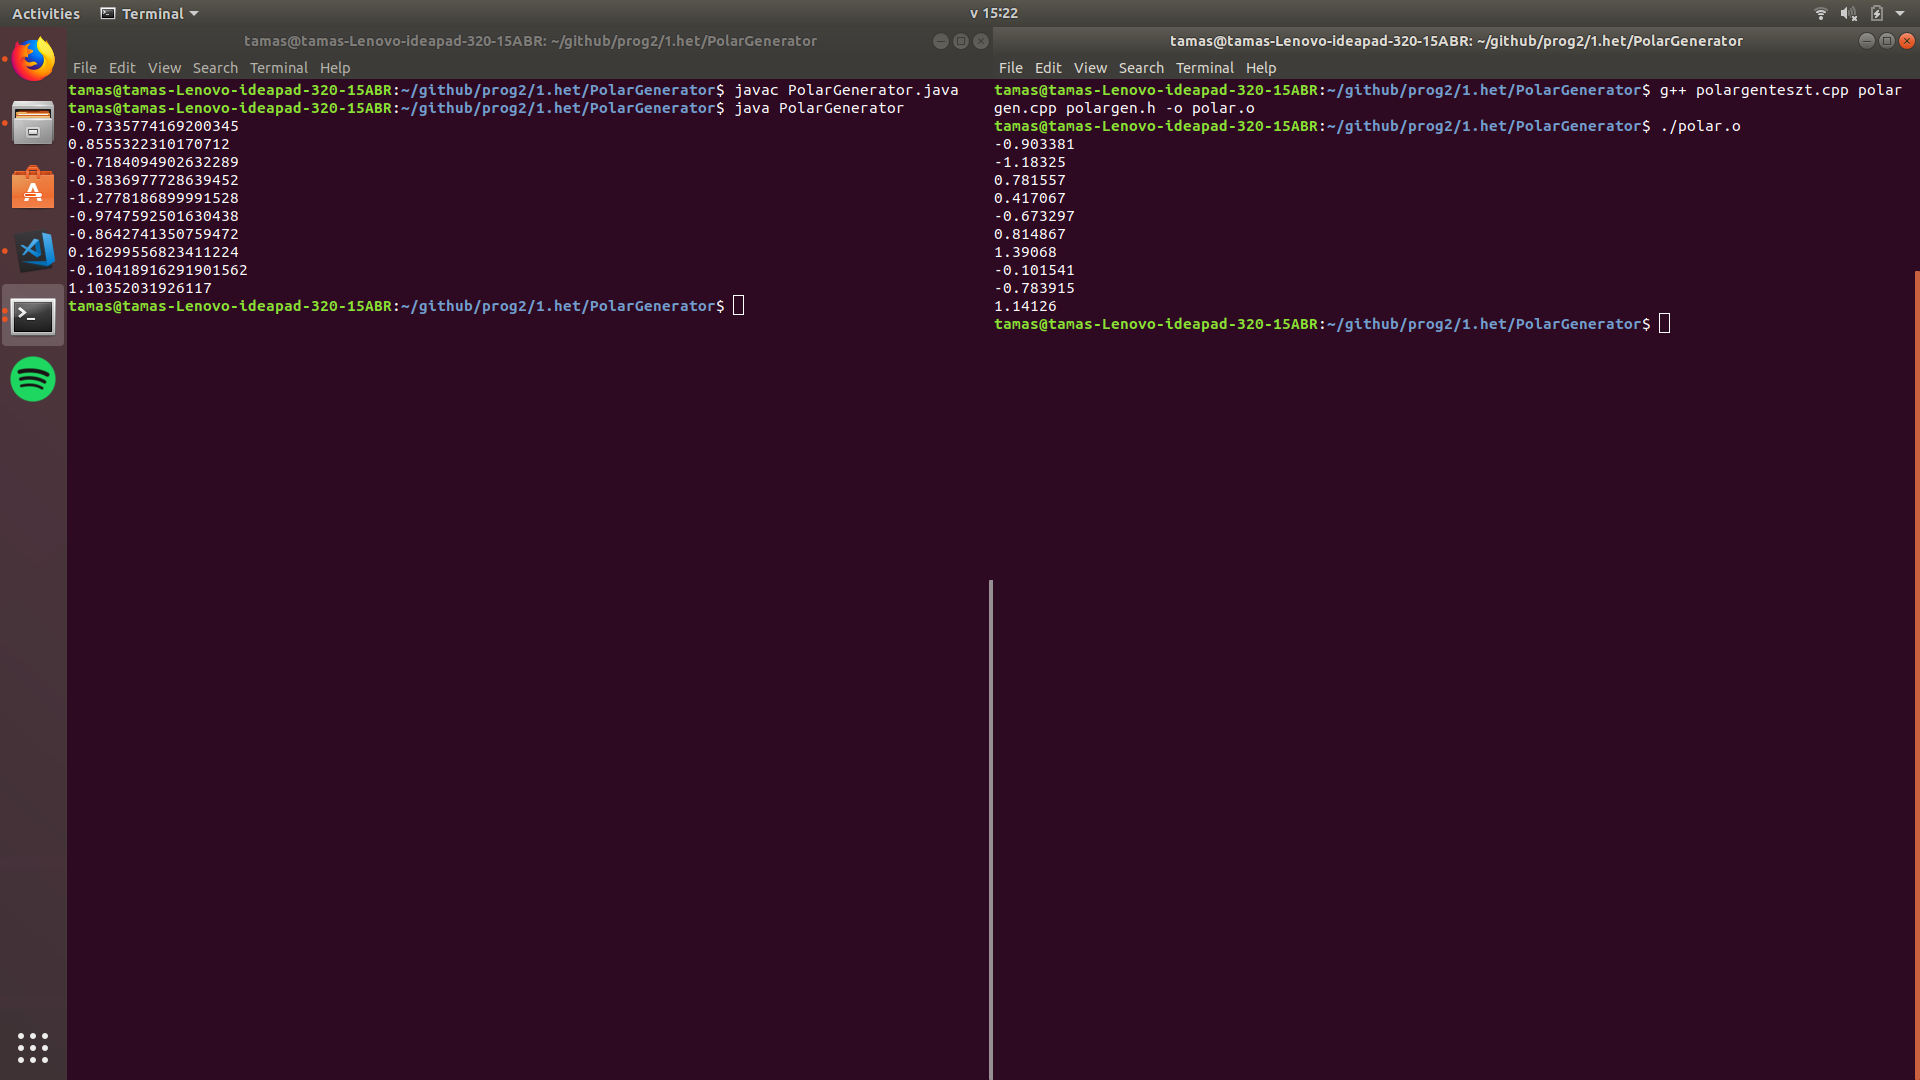 Activities
Terminal
v 15:22
tamas@tamas-Lenovo-ideapad-320-15ABR: ~/github/prog2/1.het/PolarGenerator
File Edit View Search Terminal Help
tamas@tamas-Lenovo-ideapad-320-15ABR:~/github/prog2/1.het/PolarGenerator$ javac PolarGenerator.java
tamas@tamas-Lenovo-ideapad-320-15ABR:~/github/prog2/1.het/PolarGenerator$ java PolarGenerator
-0.7335774169200345
0.8555322310170712
-0.7184094902632289
-0.3836977728639452
-1.2778186899991528
-0.9747592501630438
-0.8642741350759472
0.16299556823411224
-0.10418916291901562
1.10352031926117
tamas@tamas-Lenovo-ideapad-320-15ABR:~/github/prog2/1.het/PolarGenerator$
tamas@tamas-Lenovo-ideapad-320-15ABR: ~/github/prog2/1.het/PolarGenerator
File Edit View Search Terminal Help
tamas@tamas-Lenovo-ideapad-320-15ABR:~/github/prog2/1.het/PolarGenerator$ g++ polargenteszt.cpp polar
gen.cpp polargen.h -o polar.o
tamas@tamas-Lenovo-ideapad-320-15ABR:~/github/prog2/1.het/PolarGenerator$ ./polar.o
-0.903381
-1.18325
0.781557
0.417067
-0.673297
0.814867
1.39068
-0.101541
-0.783915
1.14126
tamas@tamas-Lenovo-ideapad-320-15ABR:~/github/prog2/1.het/PolarGenerator$